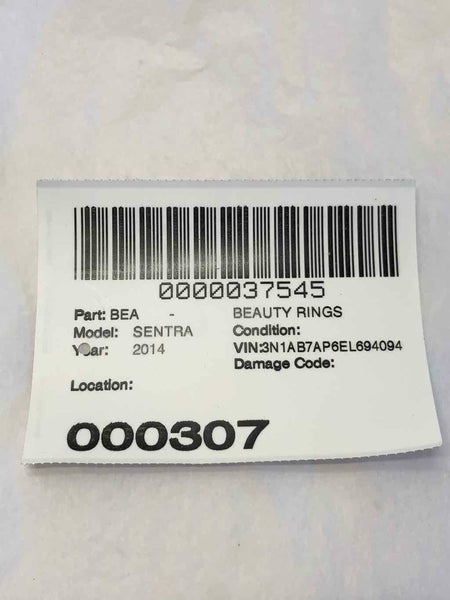 0000037545
Part: BEA - BEAUTY RINGS
Model: SENTRA Condition:
Year: 2014 VIN:3N1AB7AP6EL694094
Damage Code:
Location:
000307